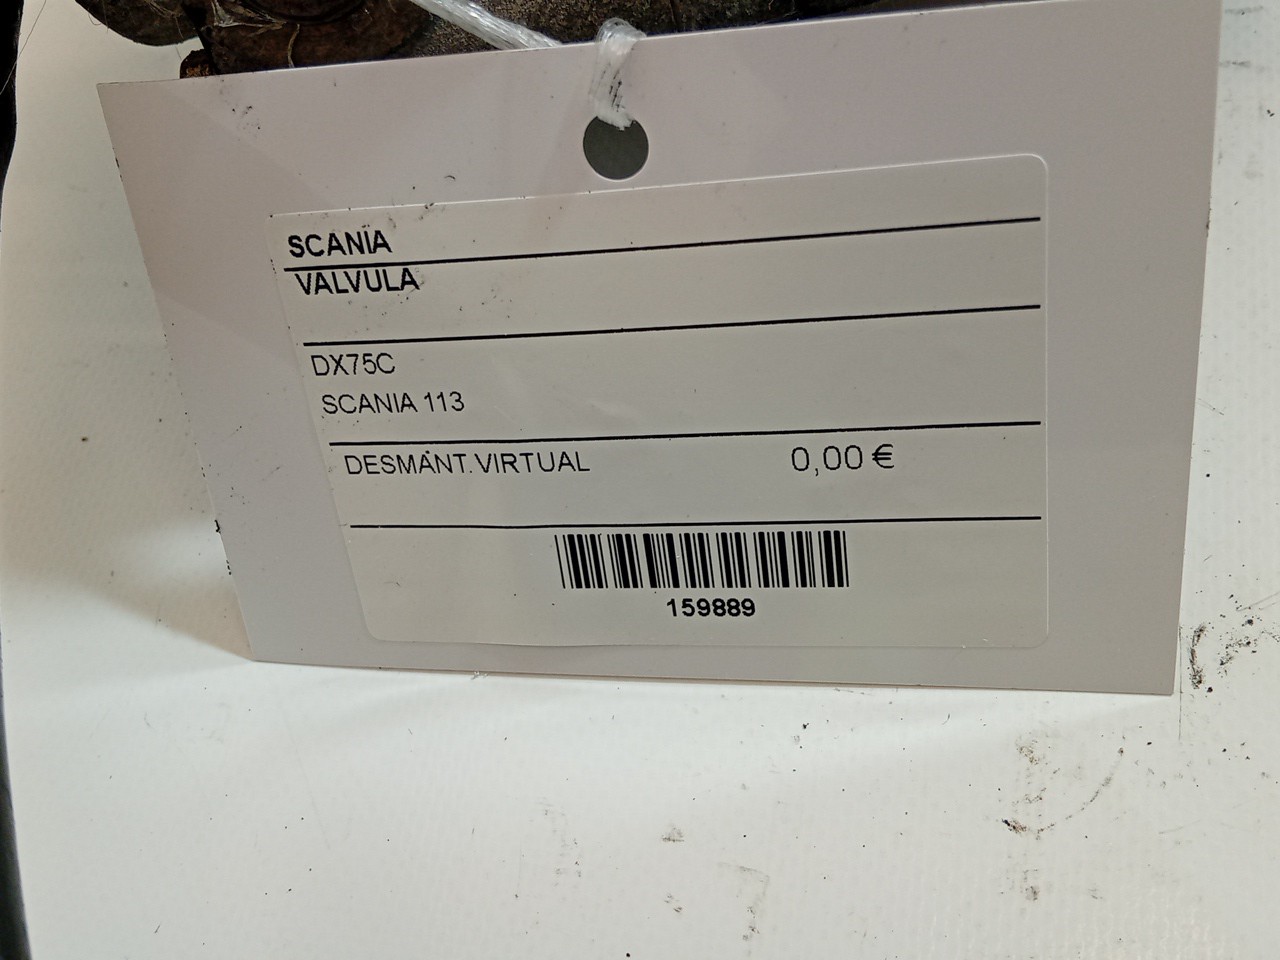 SCANIA
VALVULA
DX75C
SCANIA 113
DESMANT.VIRTUAL 0,00 €
159889